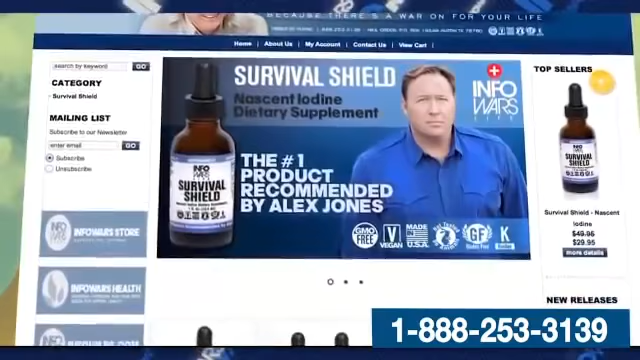 BECAUSE THERE'S A WAR ON FOR YOUR LIFE
Home | About Us | My Account | Contact Us | View Cart
search by keyword GO
CATEGORY
- Survival Shield
MAILING LIST
Subscribe to our Newsletter
enter email GO
Subscribe
Unsubscribe
INFOWARS STORE
INFOWARS HEALTH
SURVIVAL SHIELD
Nascent Iodine
Dietary Supplement
THE #1
PRODUCT
RECOMMENDED
BY ALEX JONES
INFO
WARS
LIFE
INFO
WARS
SURVIVAL
SHIELD
GMO
FREE
V
VEGAN
MADE
U.S.A.
GF
K
TOP SELLERS
SURVIVAL
SHIELD
Survival Shield - Nascent
Iodine
$49.95
$29.95
more details
NEW RELEASES
1-888-253-3139